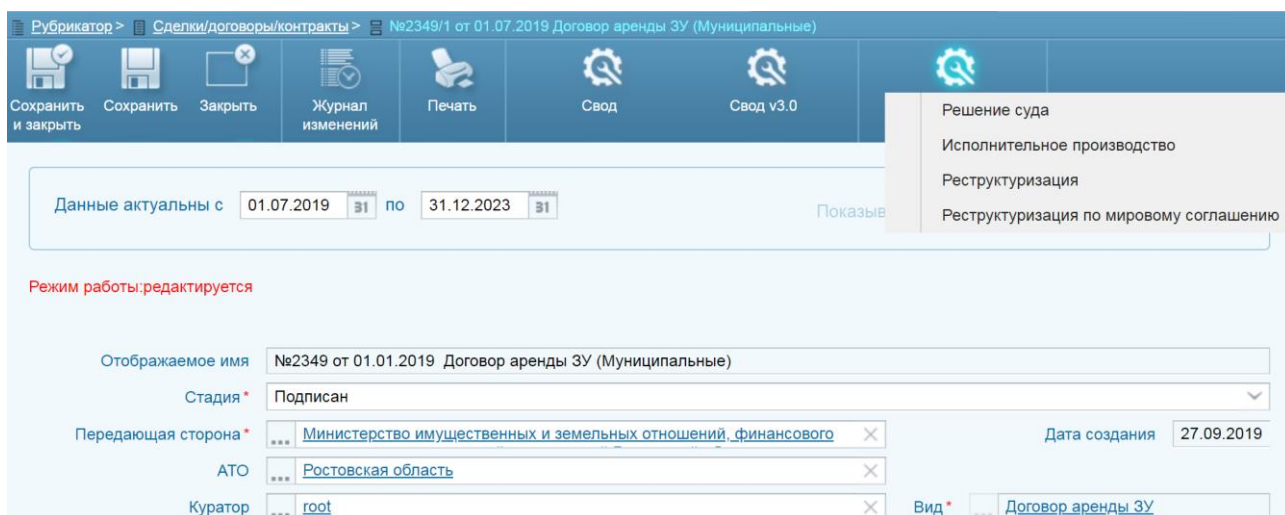 Рубрикатор > Сделки/договоры/контракты > №2349/1 от 01.07.2019 Договор аренды ЗУ (Муниципальные)
Сохранить и закрыть
Сохранить
Закрыть
Журнал изменений
Печать
Свод
Свод v3.0
Решение суда
Исполнительное производство
Реструктуризация
Реструктуризация по мировому соглашению
Данные актуальны с 01.07.2019 31 по 31.12.2023 31
Показыв
Режим работы:редактируется
Отображаемое имя №2349 от 01.01.2019 Договор аренды ЗУ (Муниципальные)
Стадия * Подписан
Передающая сторона * ... Министерство имущественных и земельных отношений, финансового
Дата создания 27.09.2019
АТО ... Ростовская область
Куратор ... root
Вид * ... Договор аренды ЗУ